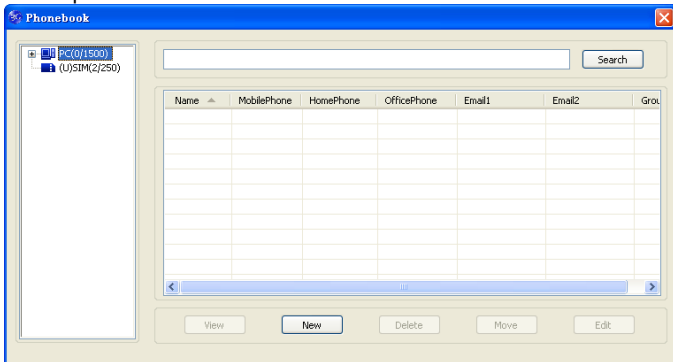 Phonebook
PC(0/1500)
(U)SIM(2/250)
Search
Name MobilePhone HomePhone OfficePhone Email1 Email2 Grou
View New Delete Move Edit